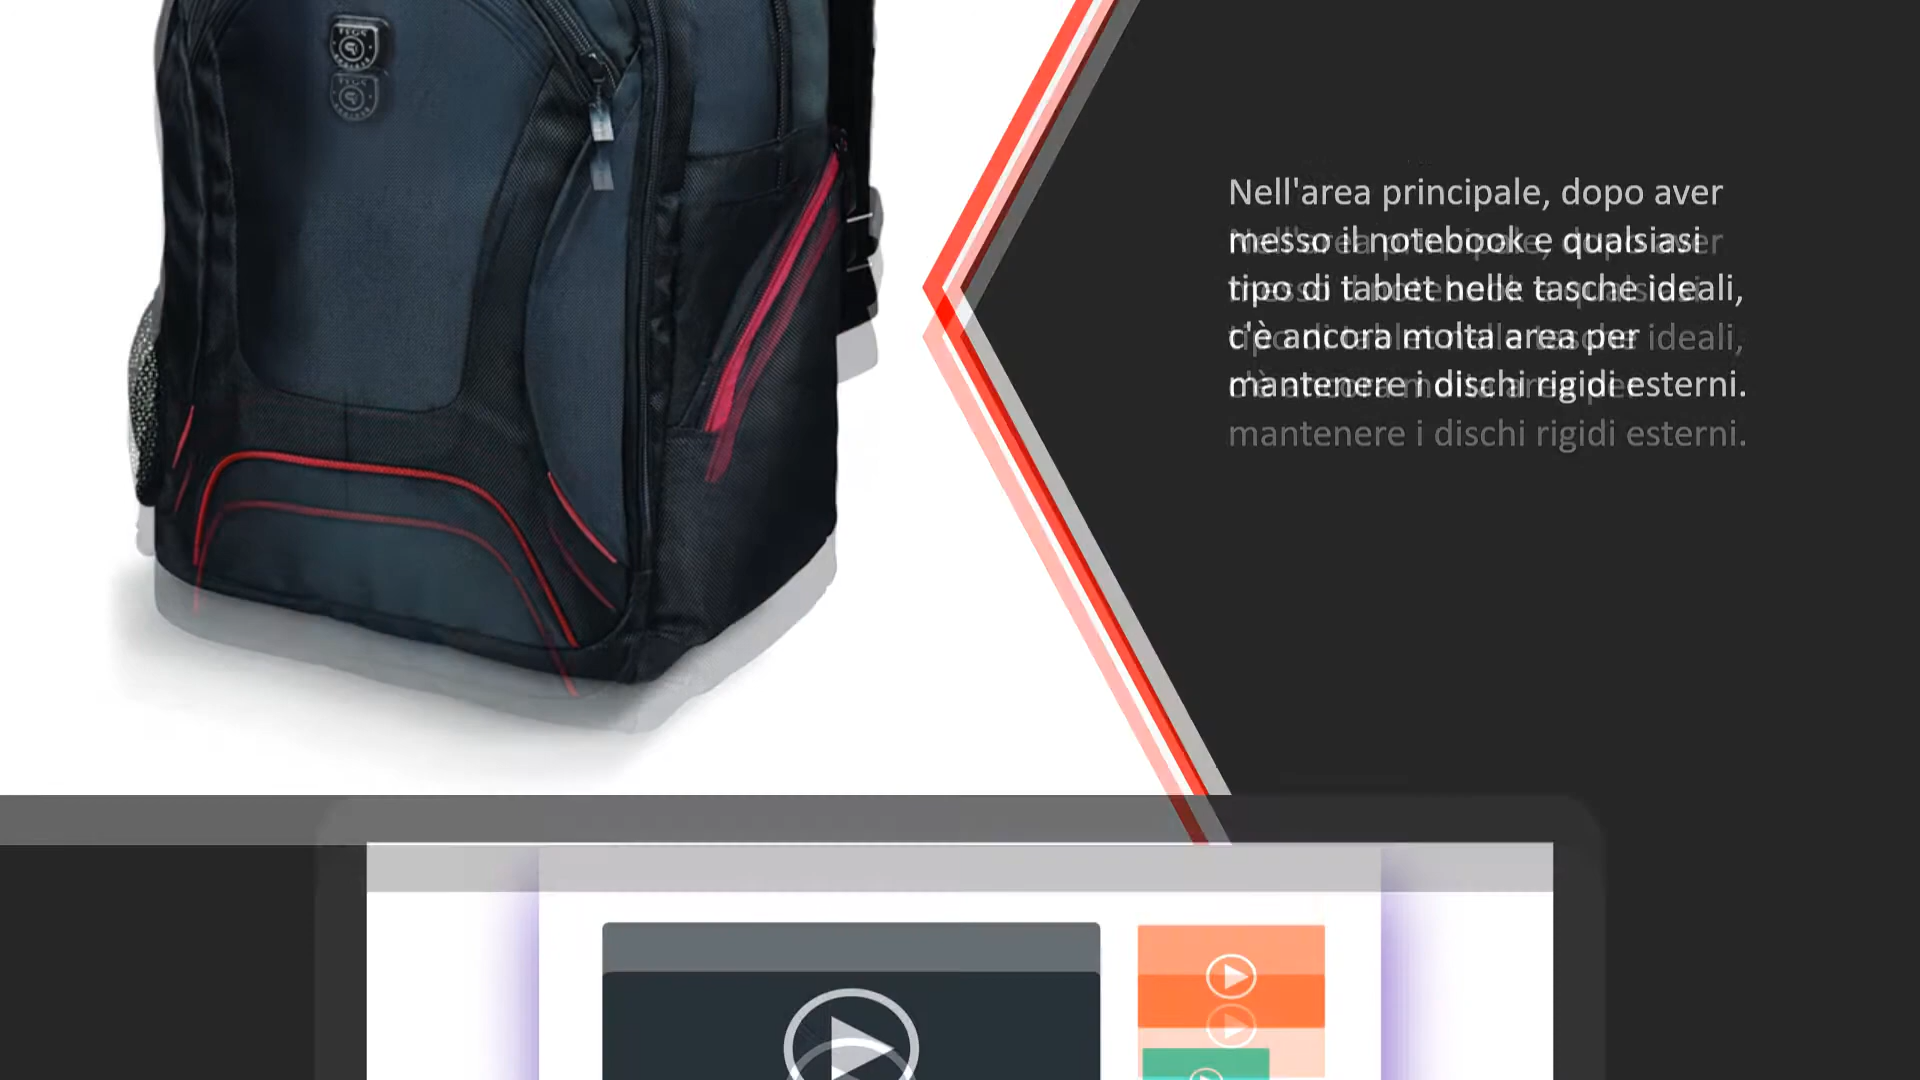 Nell'area principale, dopo aver
messo il notebook e qualsiasi
tipo di tablet nelle tasche ideali,
c'è ancora molta area per
mantenere i dischi rigidi esterni.